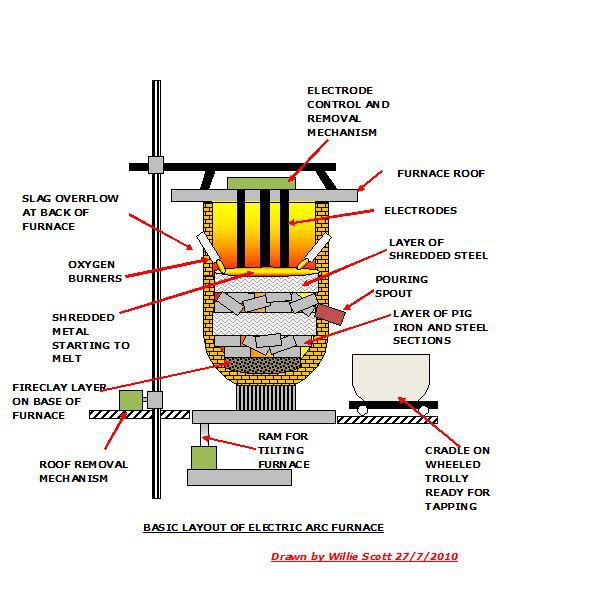 ELECTRODE
CONTROL AND
REMOVAL
MECHANISM
FURNACE ROOF
SLAG OVERFLOW
AT BACK OF
FURNACE
ELECTRODES
LAYER OF
SHREDDED STEEL
OXYGEN
BURNERS
POURING
SPOUT
SHREDDED
METAL
STARTING TO
MELT
LAYER OF PIG
IRON AND STEEL
SECTIONS
FIRECLAY LAYER
ON BASE OF
FURNACE
ROOF REMOVAL
MECHANISM
RAM FOR
TILTING
FURNACE
CRADLE ON
WHEELED
TROLLY
READY FOR
TAPPING
BASIC LAYOUT OF ELECTRIC ARC FURNACE
Drawn by Willie Scott 27/7/2010